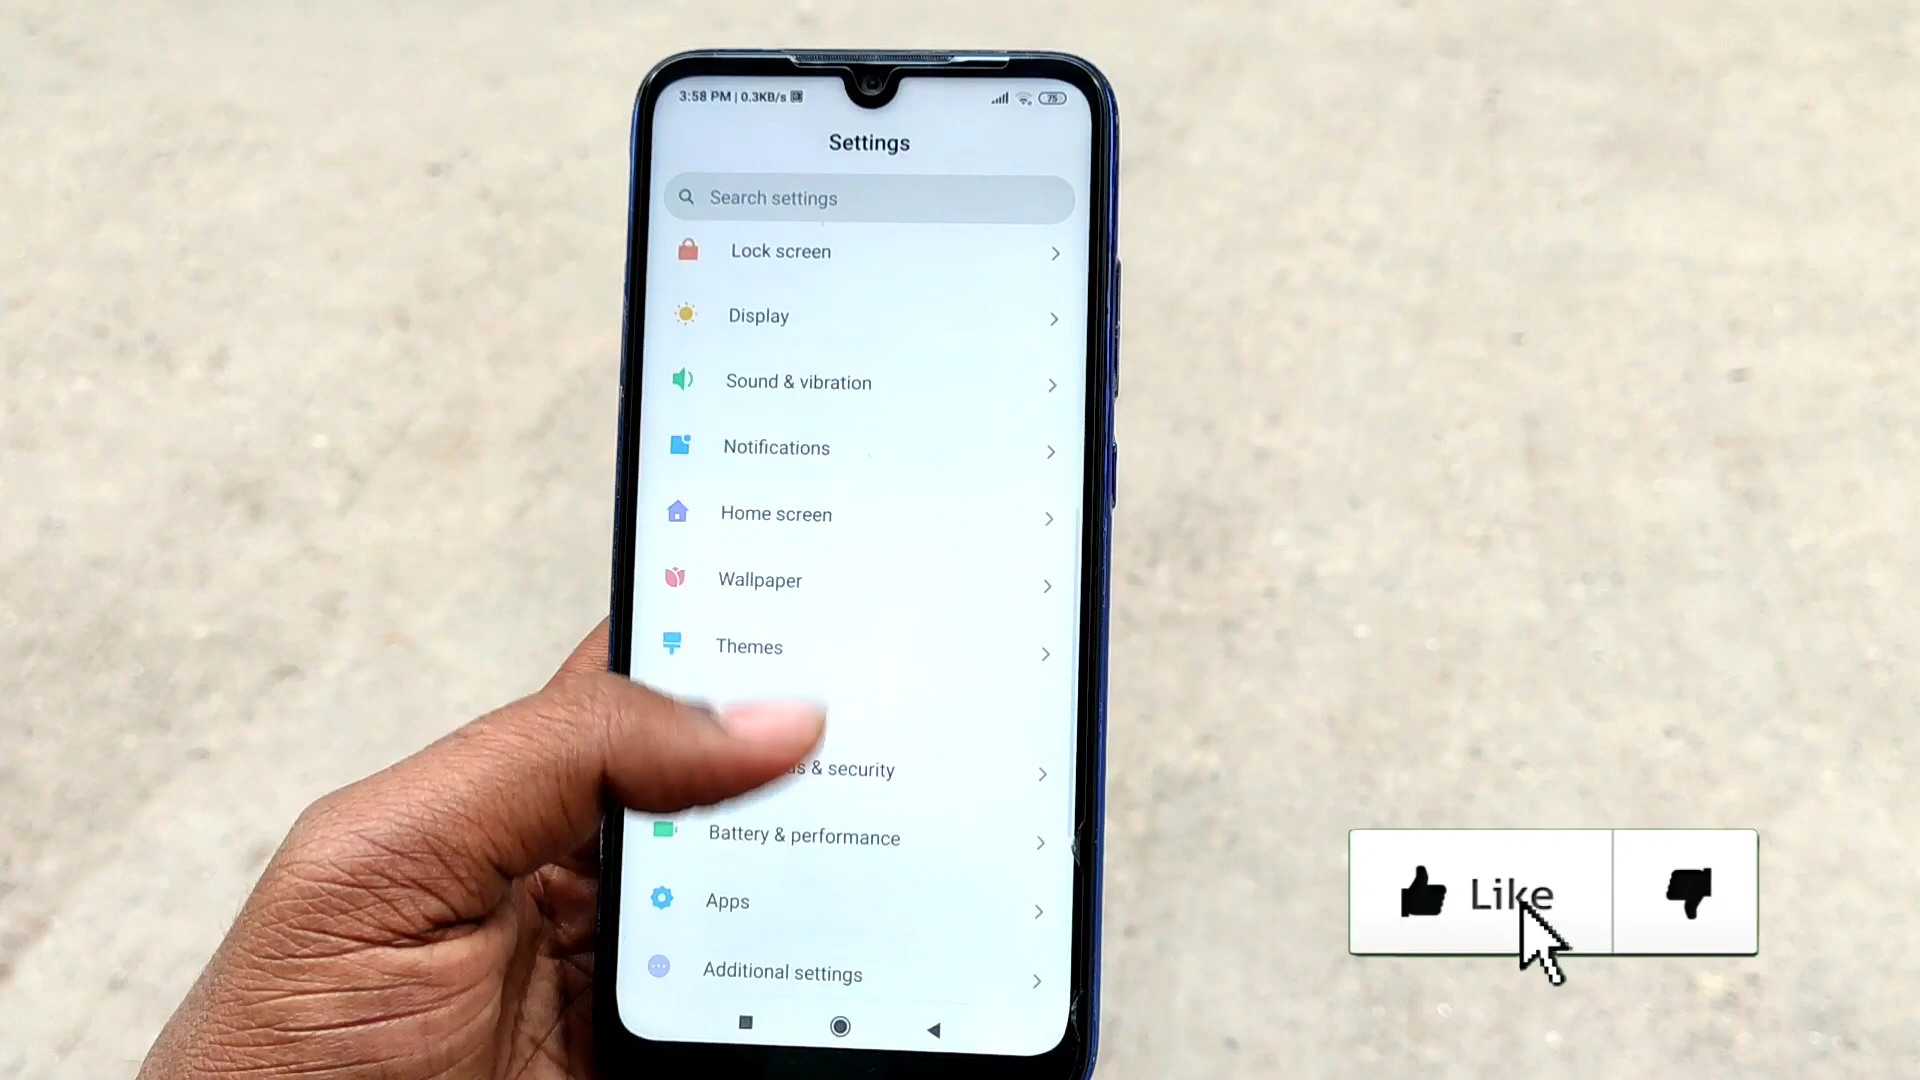 3:58 PM | 0.3KB/s
75
Settings
Search settings
Lock screen
Display
Sound & vibration
Notifications
Home screen
Wallpaper
Themes
& security
Battery & performance
Apps
Additional settings
Like